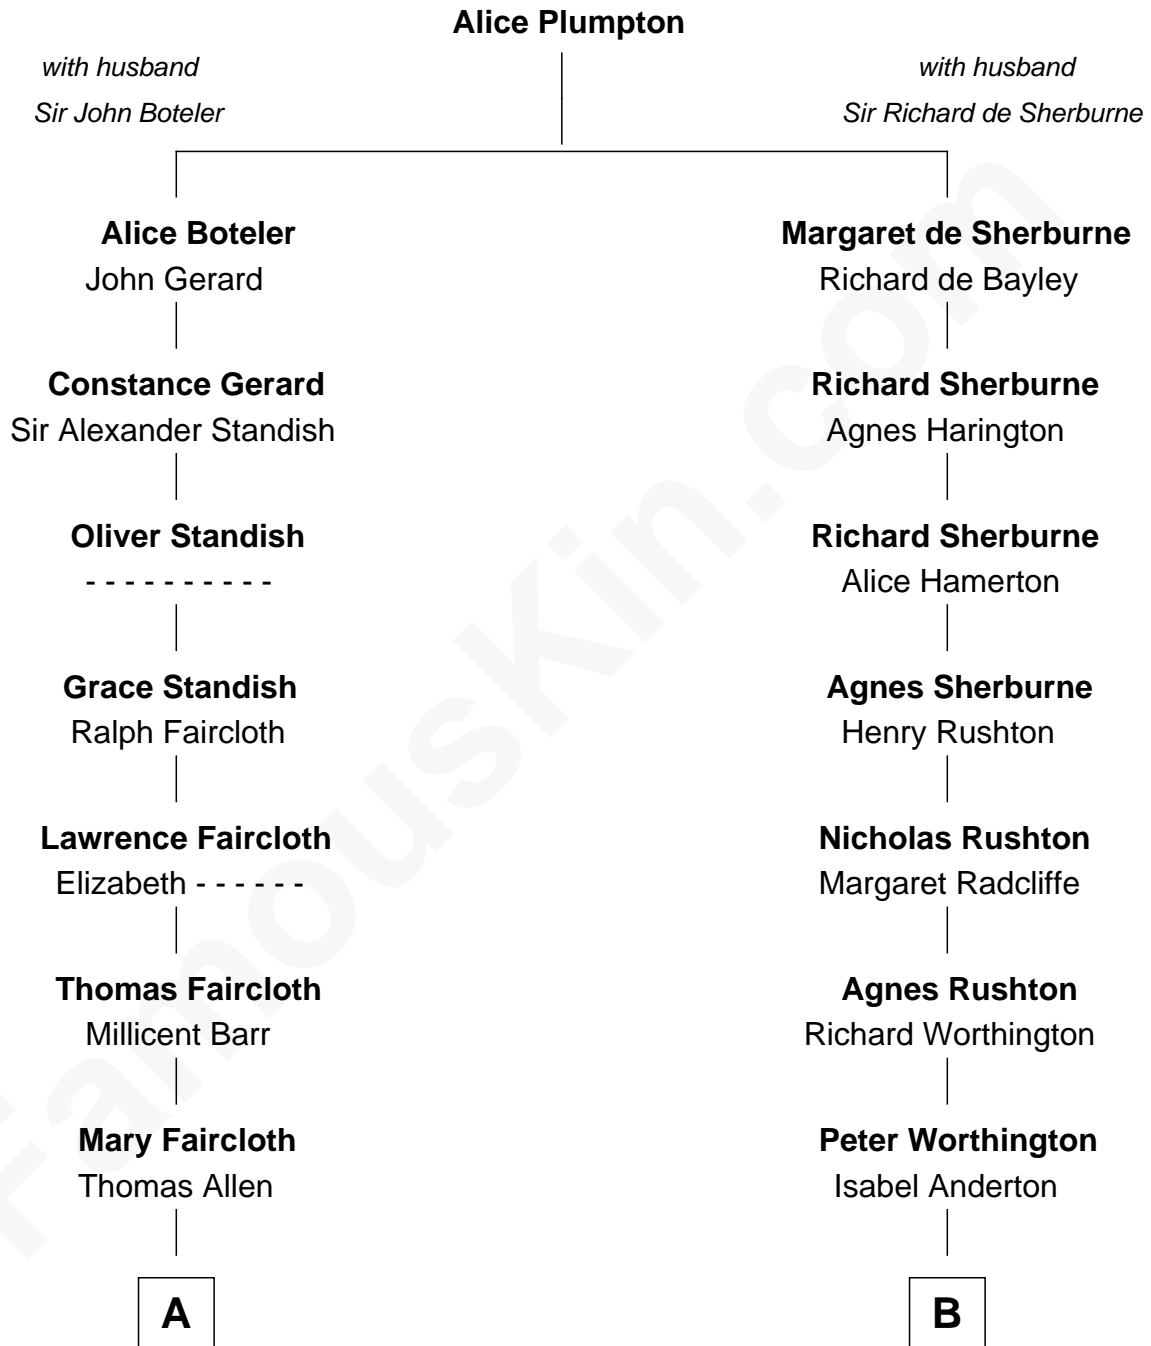 Alice Plumpton
with husband
Sir John Boteler
with husband
Sir Richard de Sherburne
Alice Boteler
John Gerard
Margaret de Sherburne
Richard de Bayley
Constance Gerard
Sir Alexander Standish
Richard Sherburne
Agnes Harington
Oliver Standish
- - - - - - - - - -
Richard Sherburne
Alice Hamerton
Grace Standish
Ralph Faircloth
Agnes Sherburne
Henry Rushton
Lawrence Faircloth
Elizabeth - - - - - -
Nicholas Rushton
Margaret Radcliffe
Thomas Faircloth
Millicent Barr
Agnes Rushton
Richard Worthington
Mary Faircloth
Thomas Allen
Peter Worthington
Isabel Anderton
A
B
FamousKin.com